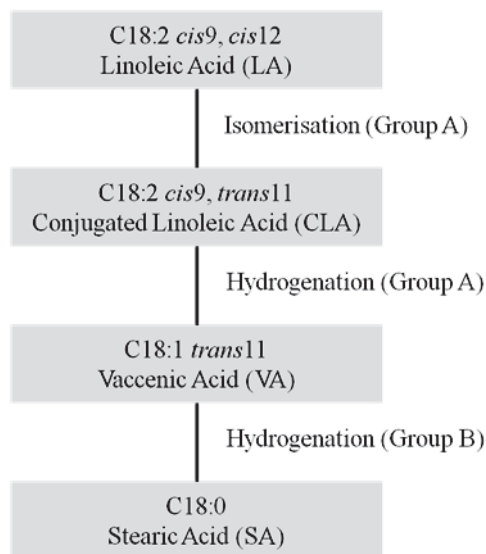 C18:2 cis9, cis12
Linoleic Acid (LA)
Isomerisation (Group A)
C18:2 cis9, trans11
Conjugated Linoleic Acid (CLA)
Hydrogenation (Group A)
C18:1 trans11
Vaccenic Acid (VA)
Hydrogenation (Group B)
C18:0
Stearic Acid (SA)